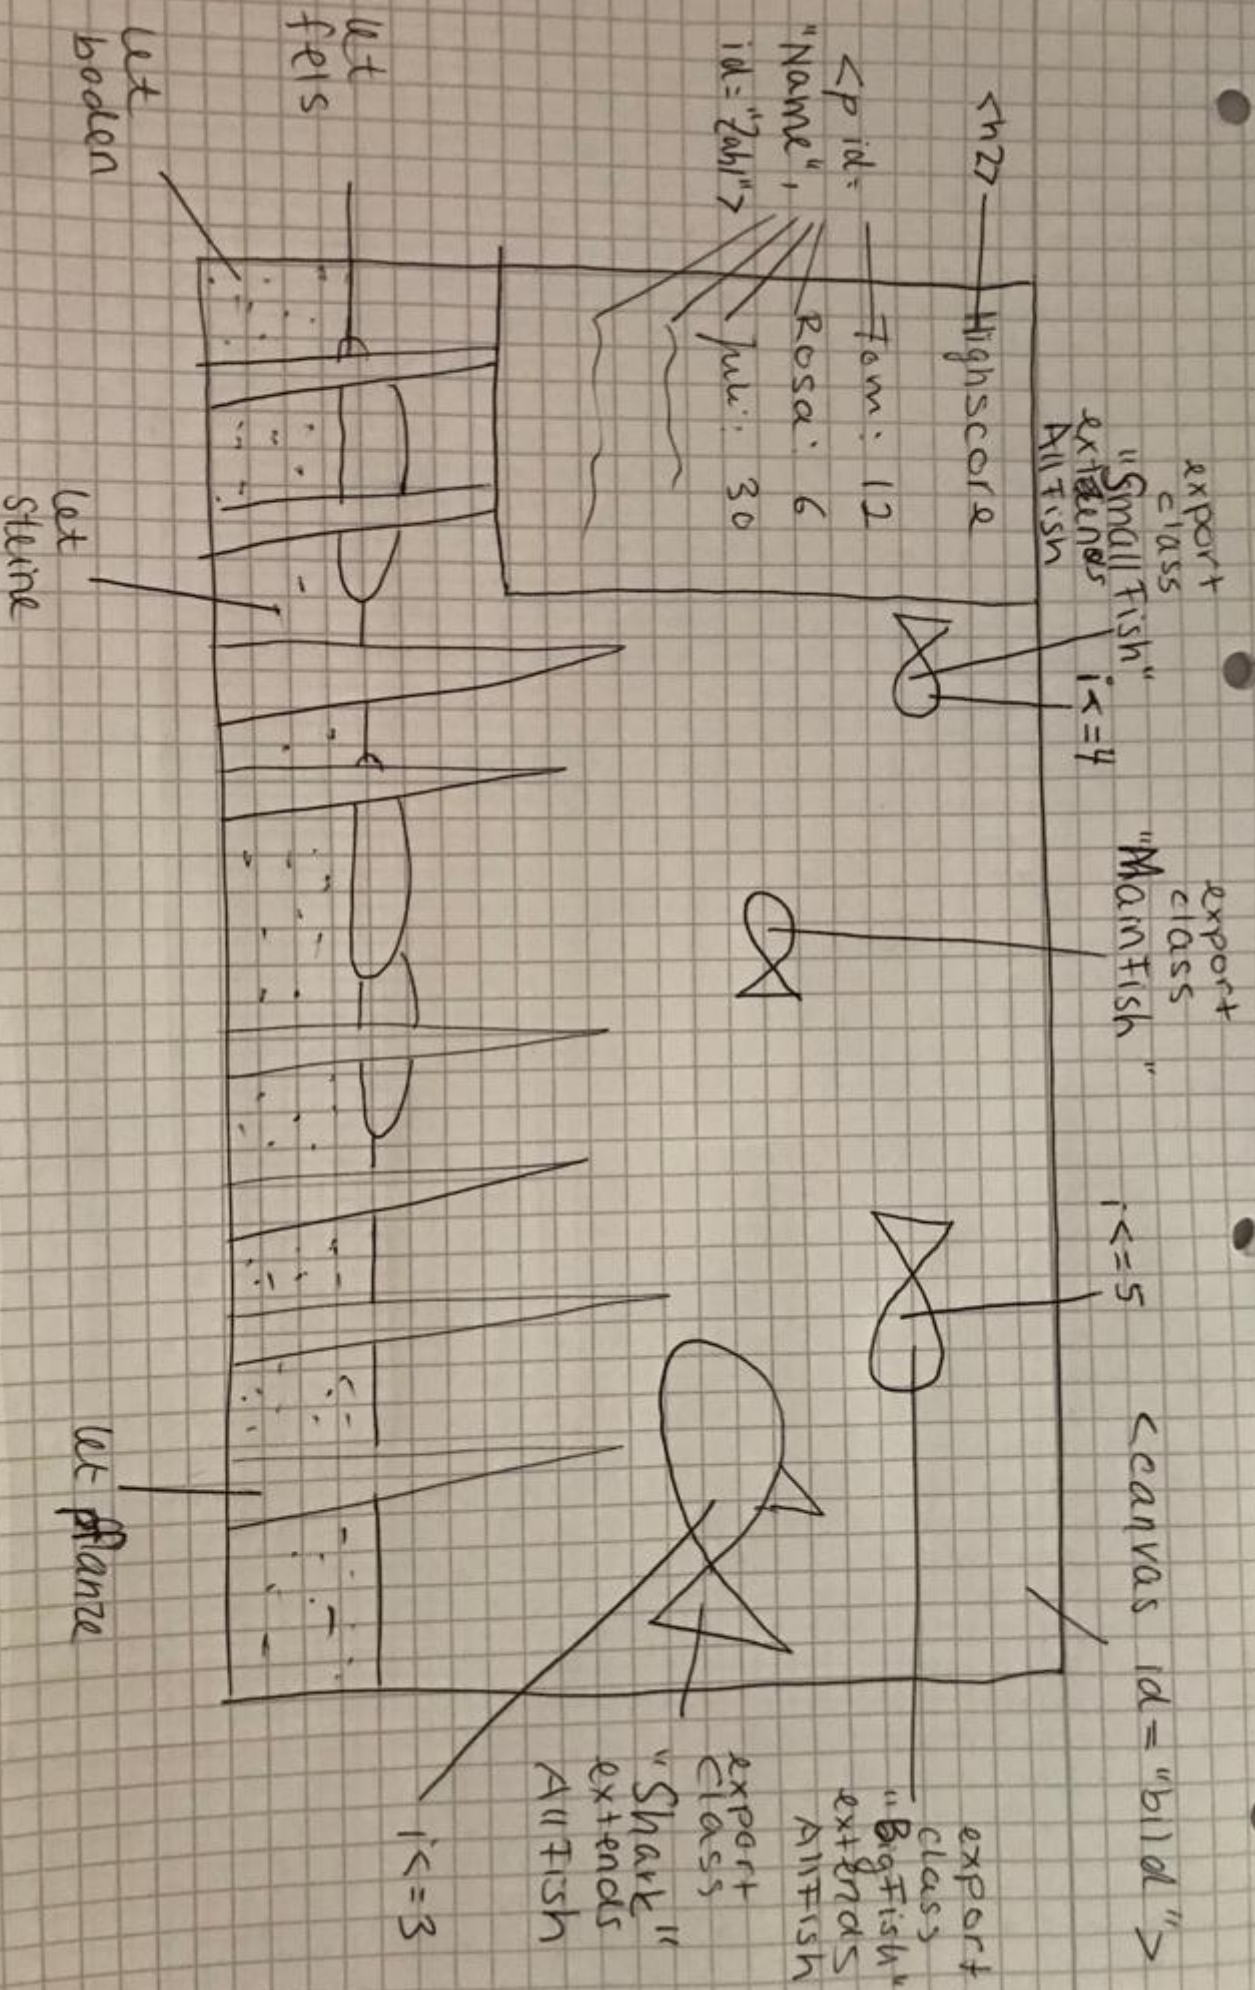 <h2>
<p id=
"Name",
id="Zahl">
Highscore
Tom: 12
Rosa: 6
Juli: 30
export
class
"SmallFish"
extends
AllFish
i<=4
export
class
"MainFish"
i<=5
<canvas id="bild">
export
class
"BigFish"
extends
AllFish
export
class
"Shark"
extends
AllFish
i<=3
let
fels
let
boden
let
steine
let pflanze